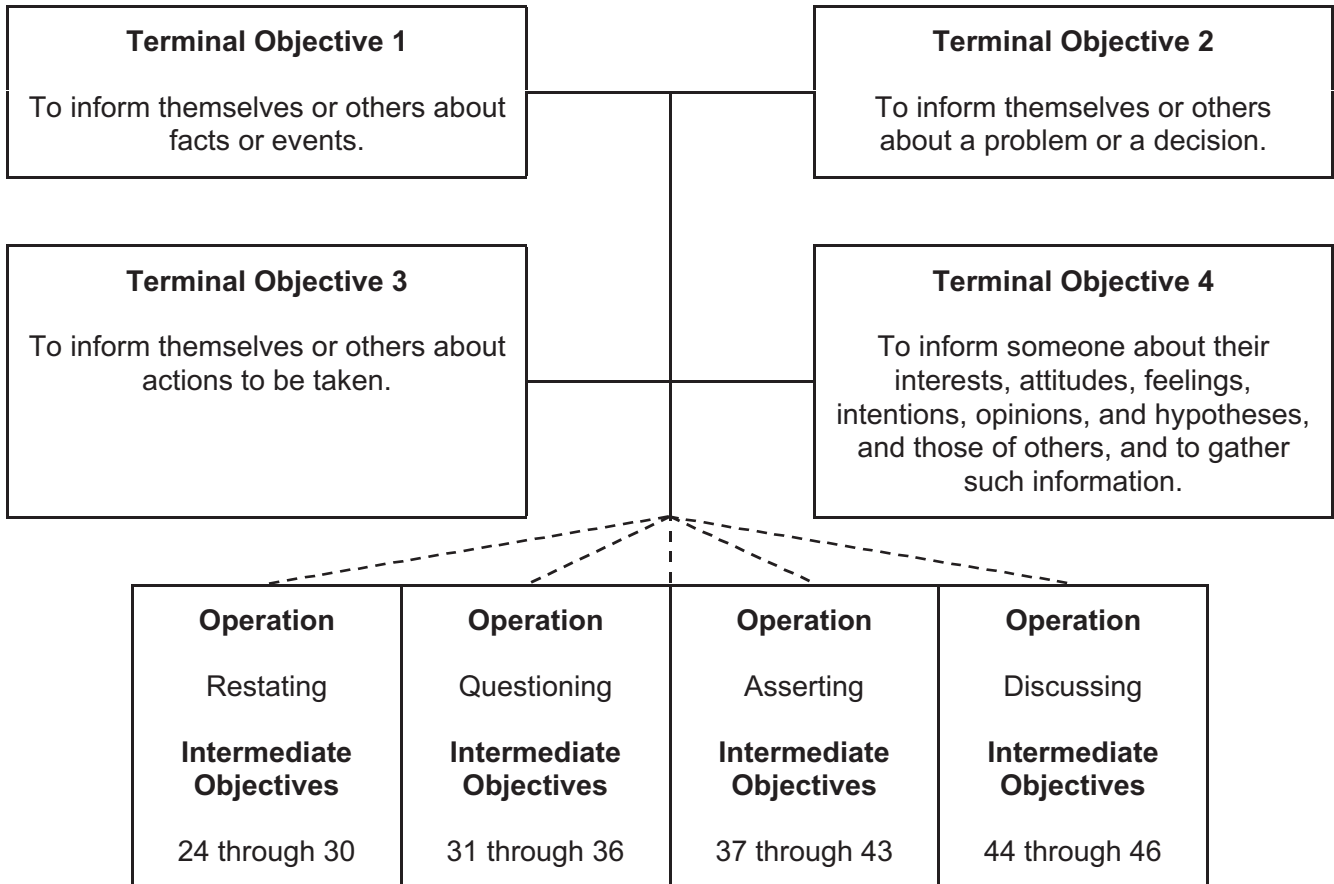 Terminal Objective 1
To inform themselves or others about
facts or events.
Terminal Objective 2
To inform themselves or others
about a problem or a decision.
Terminal Objective 3
To inform themselves or others about
actions to be taken.
Terminal Objective 4
To inform someone about their
interests, attitudes, feelings,
intentions, opinions, and hypotheses,
and those of others, and to gather
such information.
Operation
Restating
Intermediate
Objectives
24 through 30
Operation
Questioning
Intermediate
Objectives
31 through 36
Operation
Asserting
Intermediate
Objectives
37 through 43
Operation
Discussing
Intermediate
Objectives
44 through 46